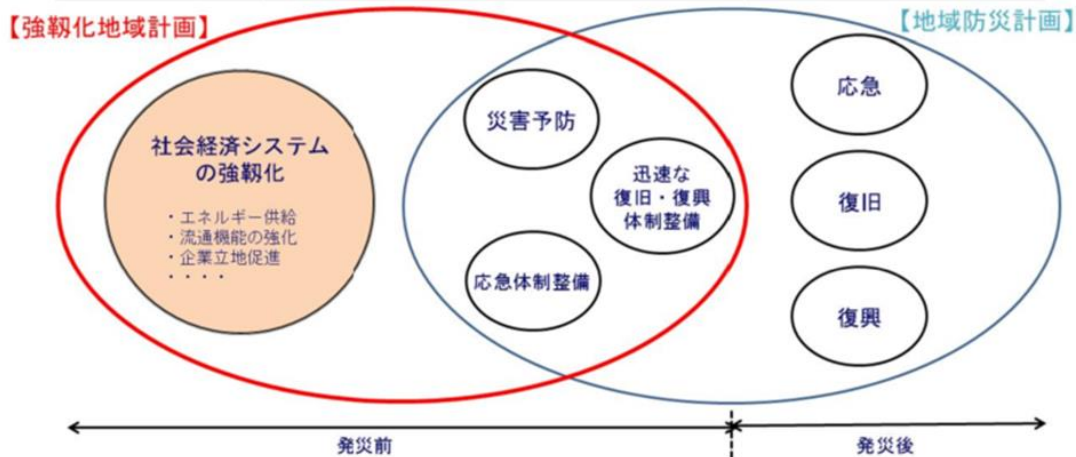 【強靱化地域計画】
【地域防災計画】
社会経済システム
の強靱化
・エネルギー供給
・流通機能の強化
・企業立地促進
・・・・
災害予防
迅速な
復旧・復興
体制整備
応急体制整備
応急
復旧
復興
発災前
発災後